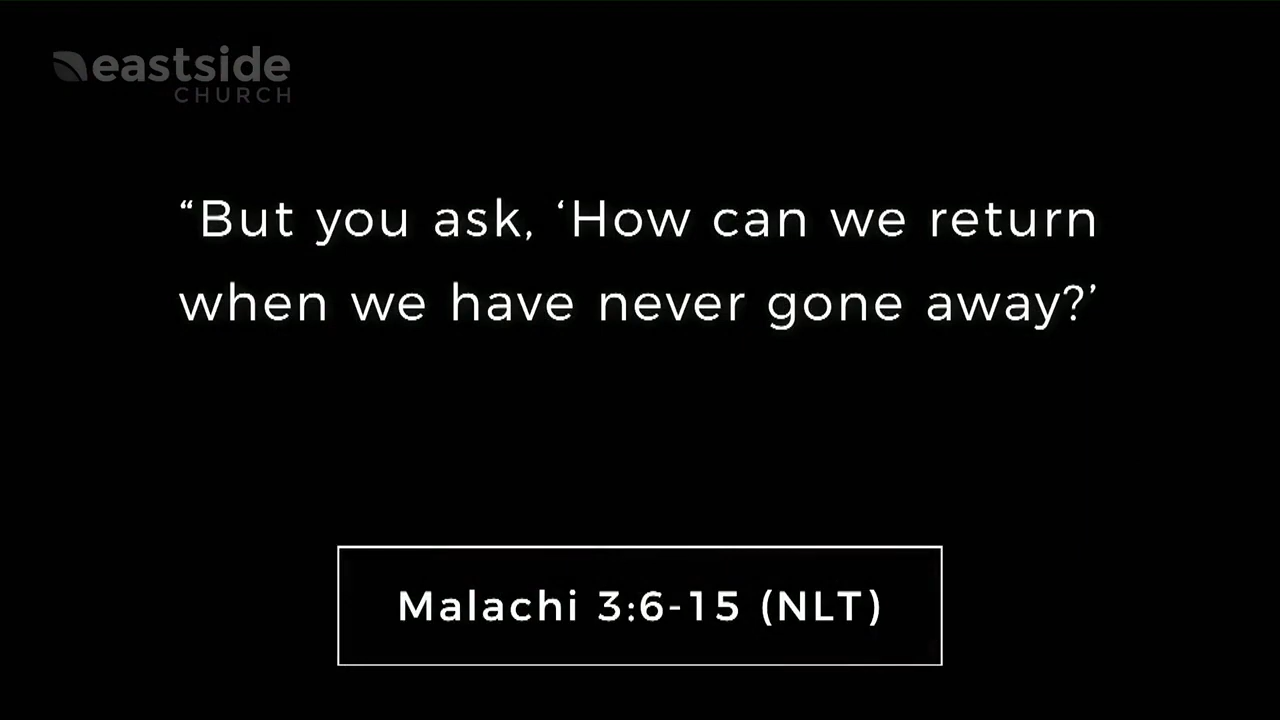 eastside
CHURCH
“But you ask, ‘How can we return
when we have never gone away?’
Malachi 3:6-15 (NLT)